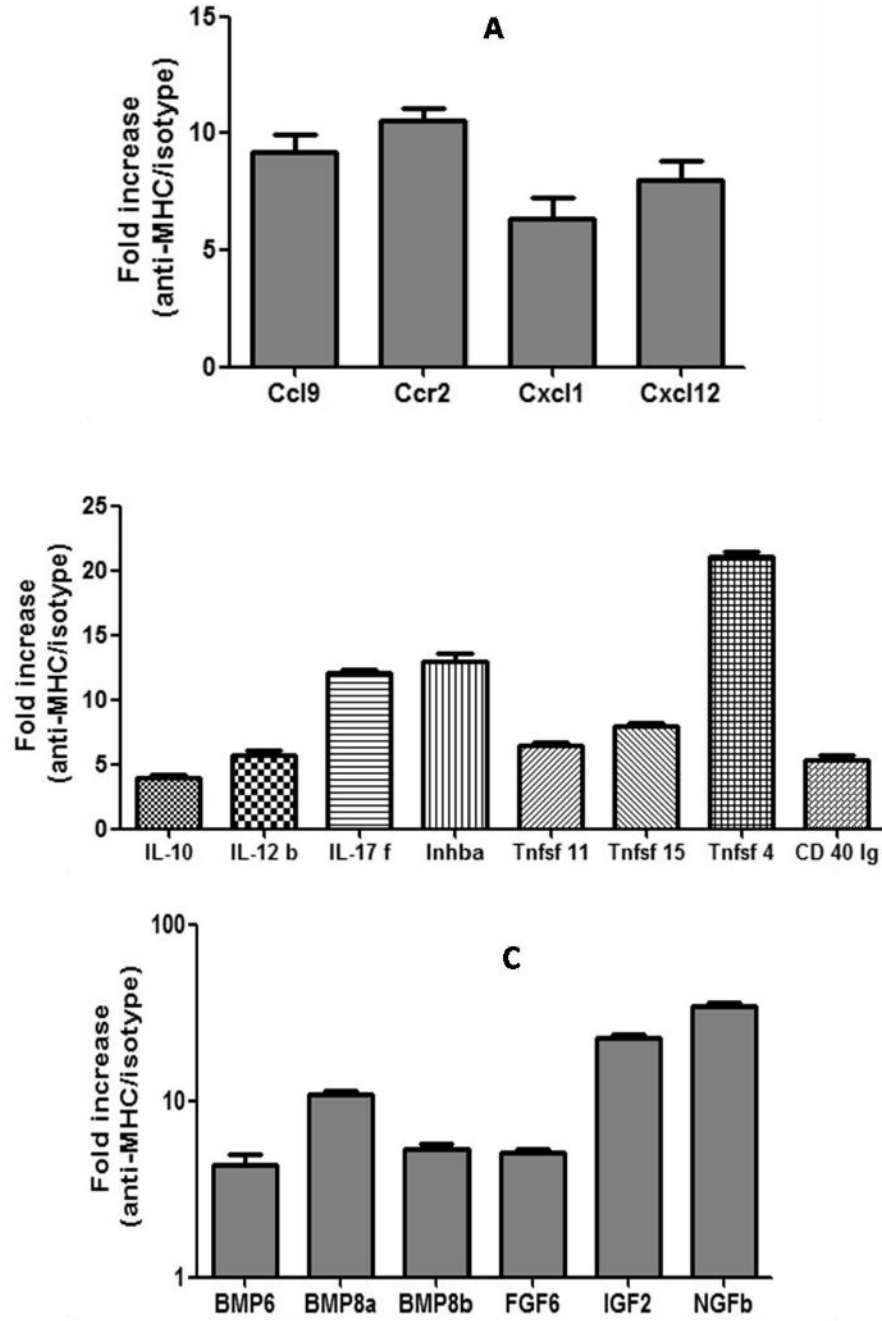 A
Fold increase
(anti-MHC/isotype)
15
10
5
0
Ccl9 Ccr2 Cxcl1 Cxcl12
Fold increase
(anti-MHC/isotype)
25
20
15
10
5
0
IL-10 IL-12 b IL-17 f Inhba Tnfsf 11 Tnfsf 15 Tnfsf 4 CD 40 lg
C
Fold increase
(anti-MHC/isotype)
100
10
1
BMP6 BMP8a BMP8b FGF6 IGF2 NGFb